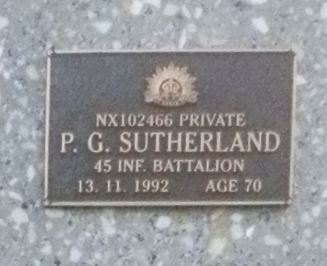 NX102466 PRIVATE
P. G. SUTHERLAND
45 INF. BATTALION
13. 11. 1992 AGE 70